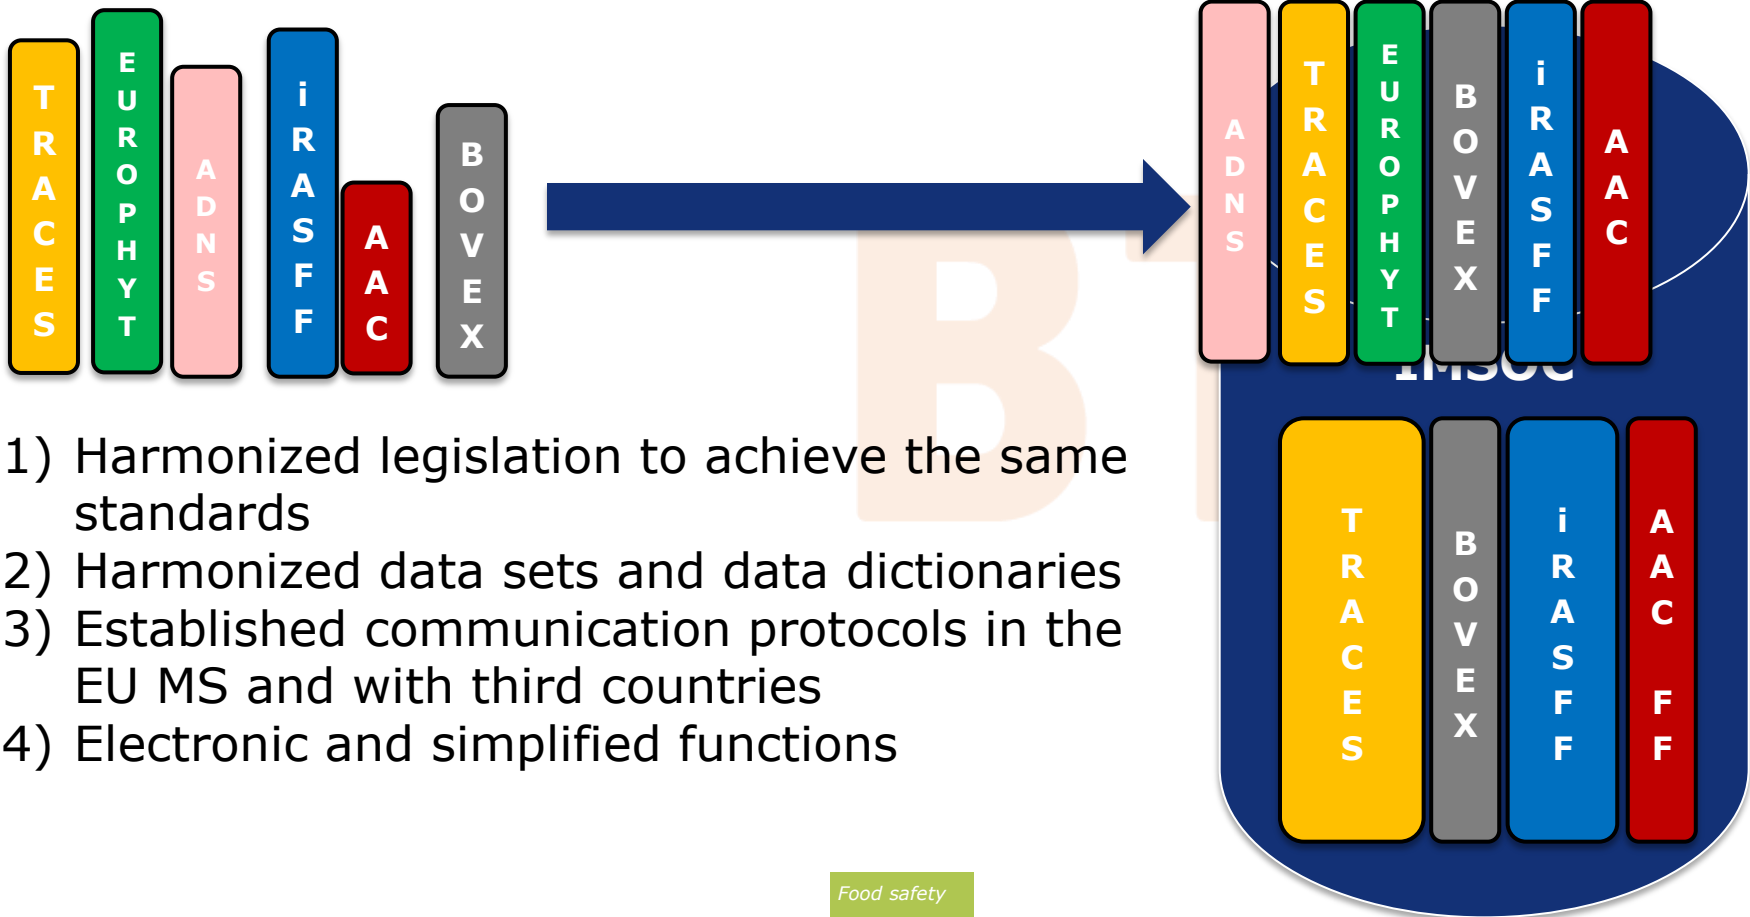 TRACES
EUROPHYT
ADNS
iRASFF
AAC
BOVEX
ADNS
TRACES
EUROPHYT
BOVEX
iRASFF
AAC
IMSOC
1) Harmonized legislation to achieve the same
standards
2) Harmonized data sets and data dictionaries
3) Established communication protocols in the
EU MS and with third countries
4) Electronic and simplified functions
TRACES
BOVEX
iRASFF
AAC FF
Food safety